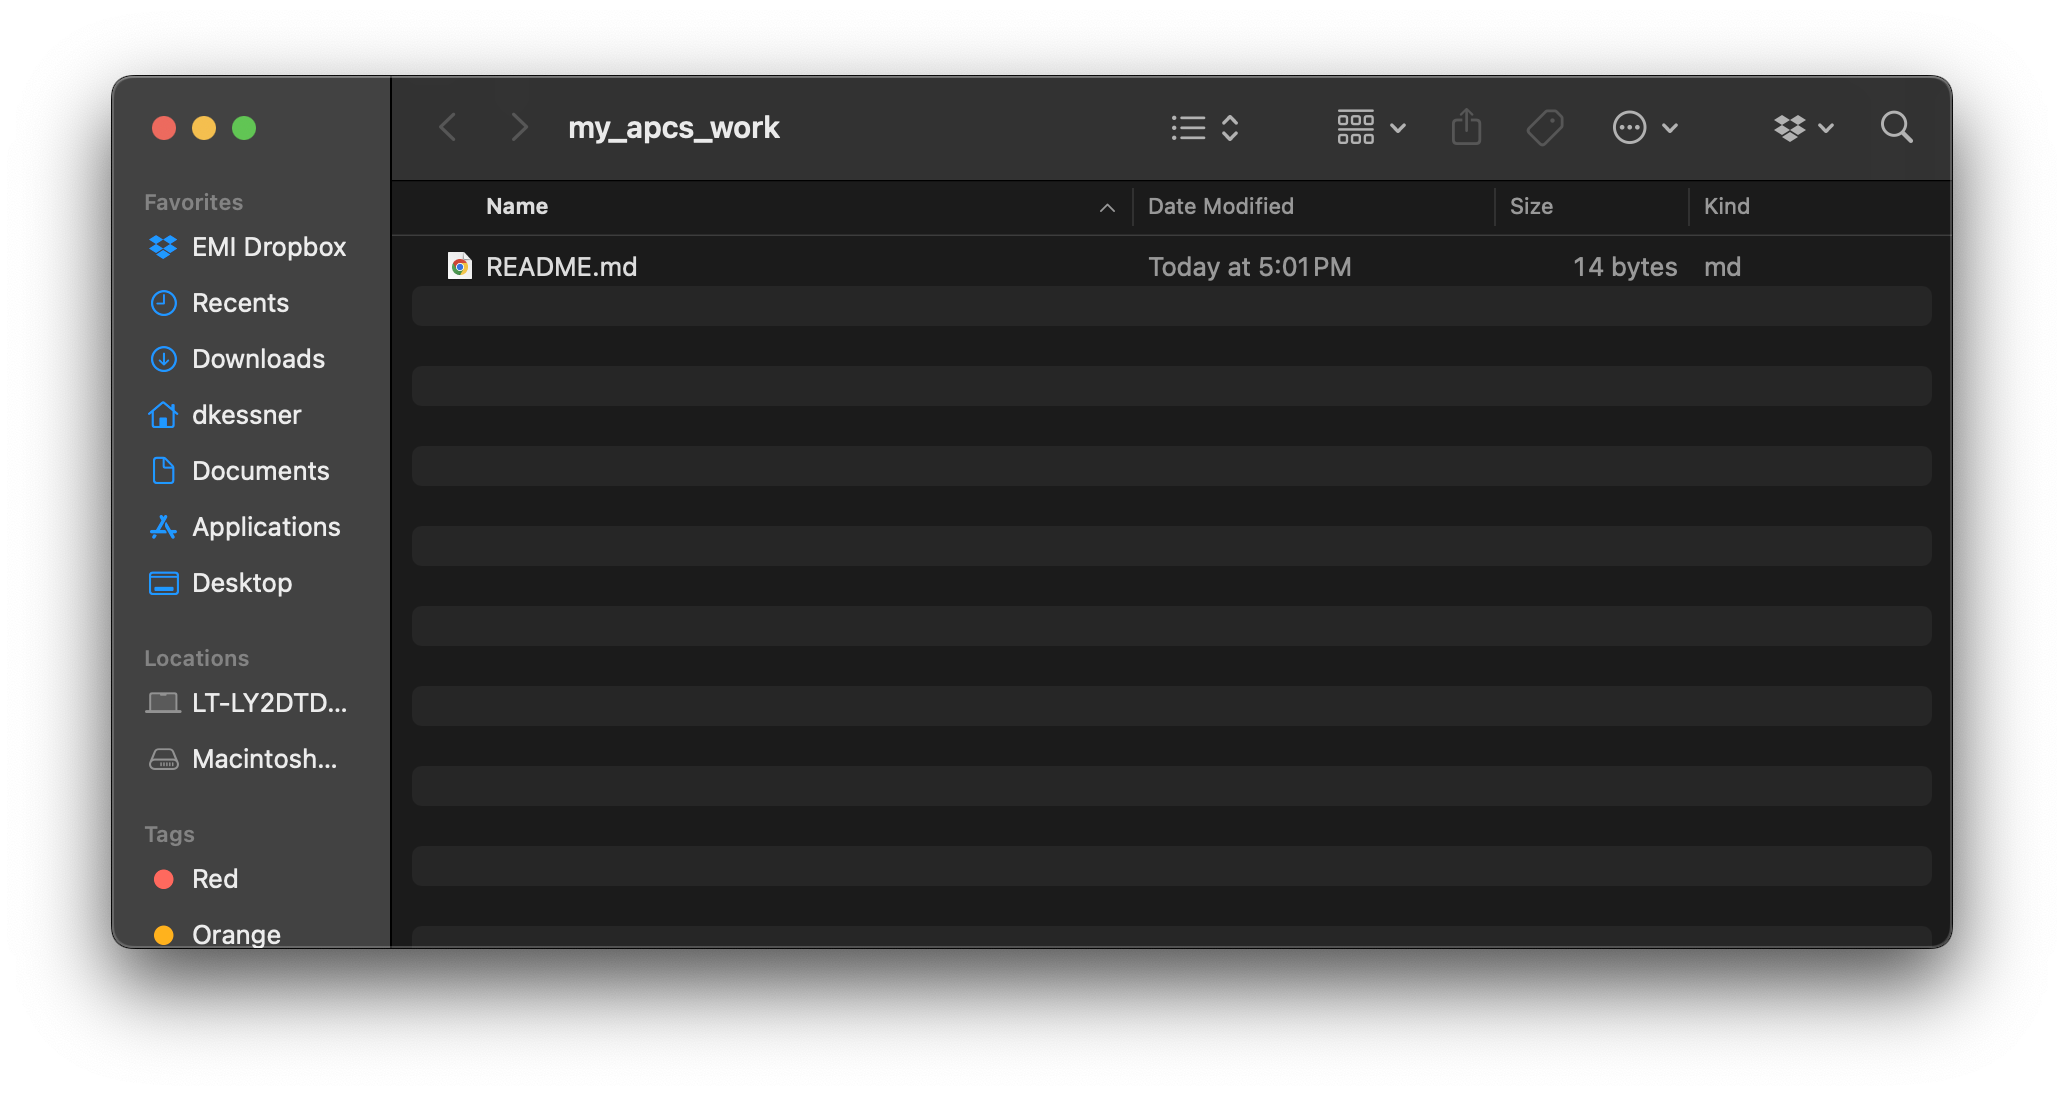 my_apcs_work
Favorites
EMI Dropbox
Recents
Downloads
dkessner
Documents
Applications
Desktop
Locations
LT-LY2DTD...
Macintosh...
Tags
Red
Orange
Name Date Modified Size Kind
README.md Today at 5:01 PM 14 bytes md